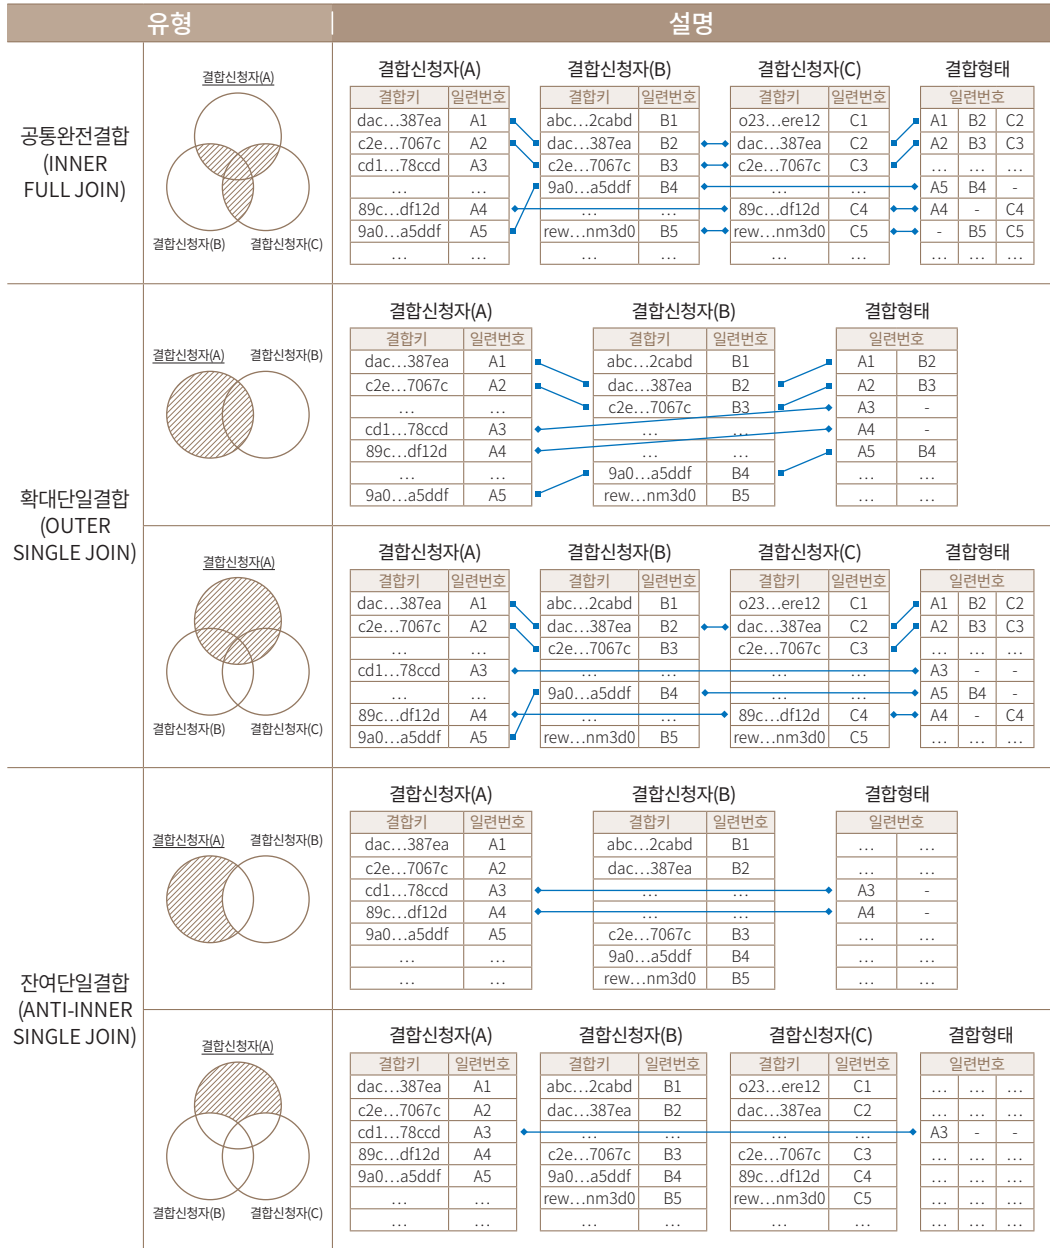 유형 설명
공통완전결합
(INNER
FULL JOIN)
결합신청자(A)
결합신청자(B) 결합신청자(C)
결합신청자(A) 결합신청자(B) 결합신청자(C) 결합형태
결합키 일련번호 결합키 일련번호 결합키 일련번호 일련번호
dac…387ea A1 abc…2cabd B1 o23…ere12 C1 A1 B2 C2
c2e…7067c A2 dac…387ea B2 dac…387ea C2 A2 B3 C3
cd1…78ccd A3 c2e…7067c B3 c2e…7067c C3 … … …
… … 9a0…a5ddf B4 … … A5 B4 -
89c…df12d A4 … … 89c…df12d C4 A4 - C4
9a0…a5ddf A5 rew…nm3d0 B5 rew…nm3d0 C5 - B5 C5
… … … … … … … … …
확대단일결합
(OUTER
SINGLE JOIN)
결합신청자(A) 결합신청자(B)
결합신청자(A) 결합신청자(B) 결합형태
결합키 일련번호 결합키 일련번호 일련번호
dac…387ea A1 abc…2cabd B1 A1 B2
c2e…7067c A2 dac…387ea B2 A2 B3
… … c2e…7067c B3 A3 -
cd1…78ccd A3 … … A4 -
89c…df12d A4 … … A5 B4
… … 9a0…a5ddf B4 … …
9a0…a5ddf A5 rew…nm3d0 B5 … …
결합신청자(A)
결합신청자(B) 결합신청자(C)
결합신청자(A) 결합신청자(B) 결합신청자(C) 결합형태
결합키 일련번호 결합키 일련번호 결합키 일련번호 일련번호
dac…387ea A1 abc…2cabd B1 o23…ere12 C1 A1 B2 C2
c2e…7067c A2 dac…387ea B2 dac…387ea C2 A2 B3 C3
… … c2e…7067c B3 c2e…7067c C3 … … …
cd1…78ccd A3 … … … … A3 - -
… … 9a0…a5ddf B4 … … A5 B4 -
89c…df12d A4 … … 89c…df12d C4 A4 - C4
9a0…a5ddf A5 rew…nm3d0 B5 rew…nm3d0 C5 … … …
잔여단일결합
(ANTI-INNER
SINGLE JOIN)
결합신청자(A) 결합신청자(B)
결합신청자(A) 결합신청자(B) 결합형태
결합키 일련번호 결합키 일련번호 일련번호
dac…387ea A1 abc…2cabd B1 … …
c2e…7067c A2 dac…387ea B2 … …
cd1…78ccd A3 … … A3 -
89c…df12d A4 … … A4 -
9a0…a5ddf A5 c2e…7067c B3 … …
… … 9a0…a5ddf B4 … …
… … rew…nm3d0 B5 … …
결합신청자(A)
결합신청자(B) 결합신청자(C)
결합신청자(A) 결합신청자(B) 결합신청자(C) 결합형태
결합키 일련번호 결합키 일련번호 결합키 일련번호 일련번호
dac…387ea A1 abc…2cabd B1 o23…ere12 C1 … … …
c2e…7067c A2 dac…387ea B2 dac…387ea C2 … … …
cd1…78ccd A3 … … … … A3 - -
89c…df12d A4 c2e…7067c B3 c2e…7067c C3 … … …
9a0…a5ddf A5 9a0…a5ddf B4 89c…df12d C4 … … …
… … rew…nm3d0 B5 rew…nm3d0 C5 … … …
… … … … … … … … …